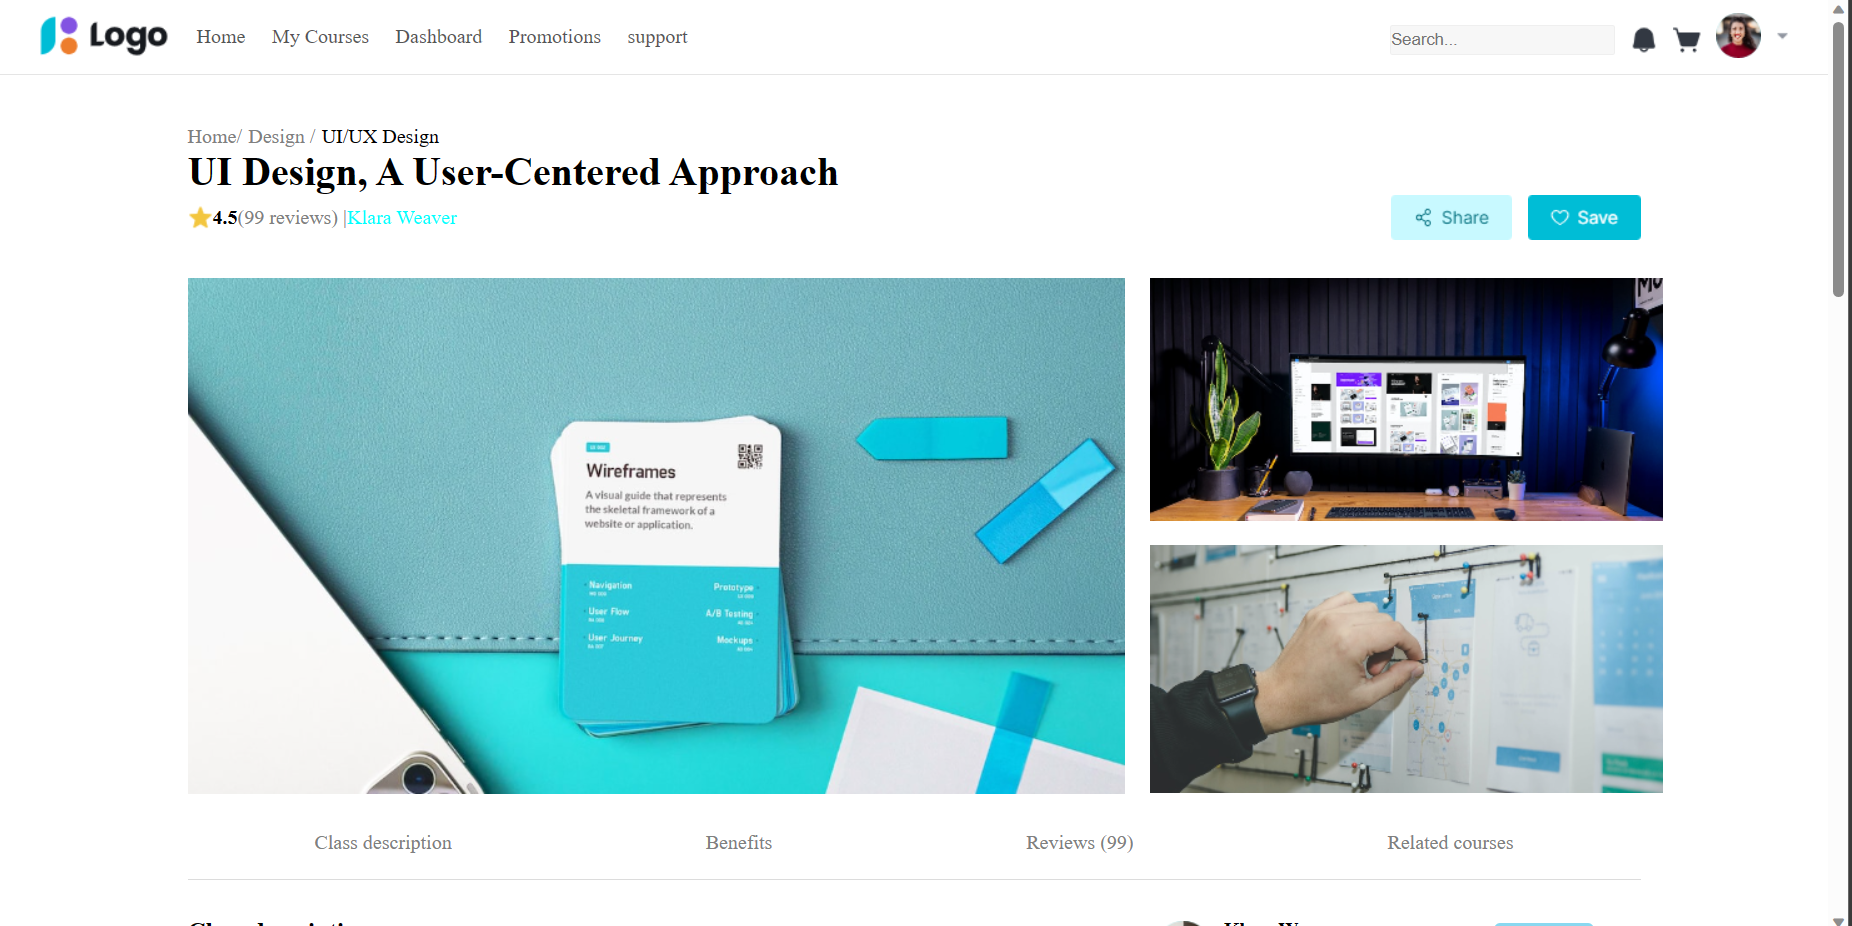 Logo Home My Courses Dashboard Promotions support Search...
Home/ Design / UI/UX Design
UI Design, A User-Centered Approach
4.5(99 reviews) |Klara Weaver
Share Save
Wireframes
A visual guide that represents
the skeletal framework of a
website or application.
Navigation Prototype
User Flow A/B Testing
User Journey Mockups
Class description Benefits Reviews (99) Related courses